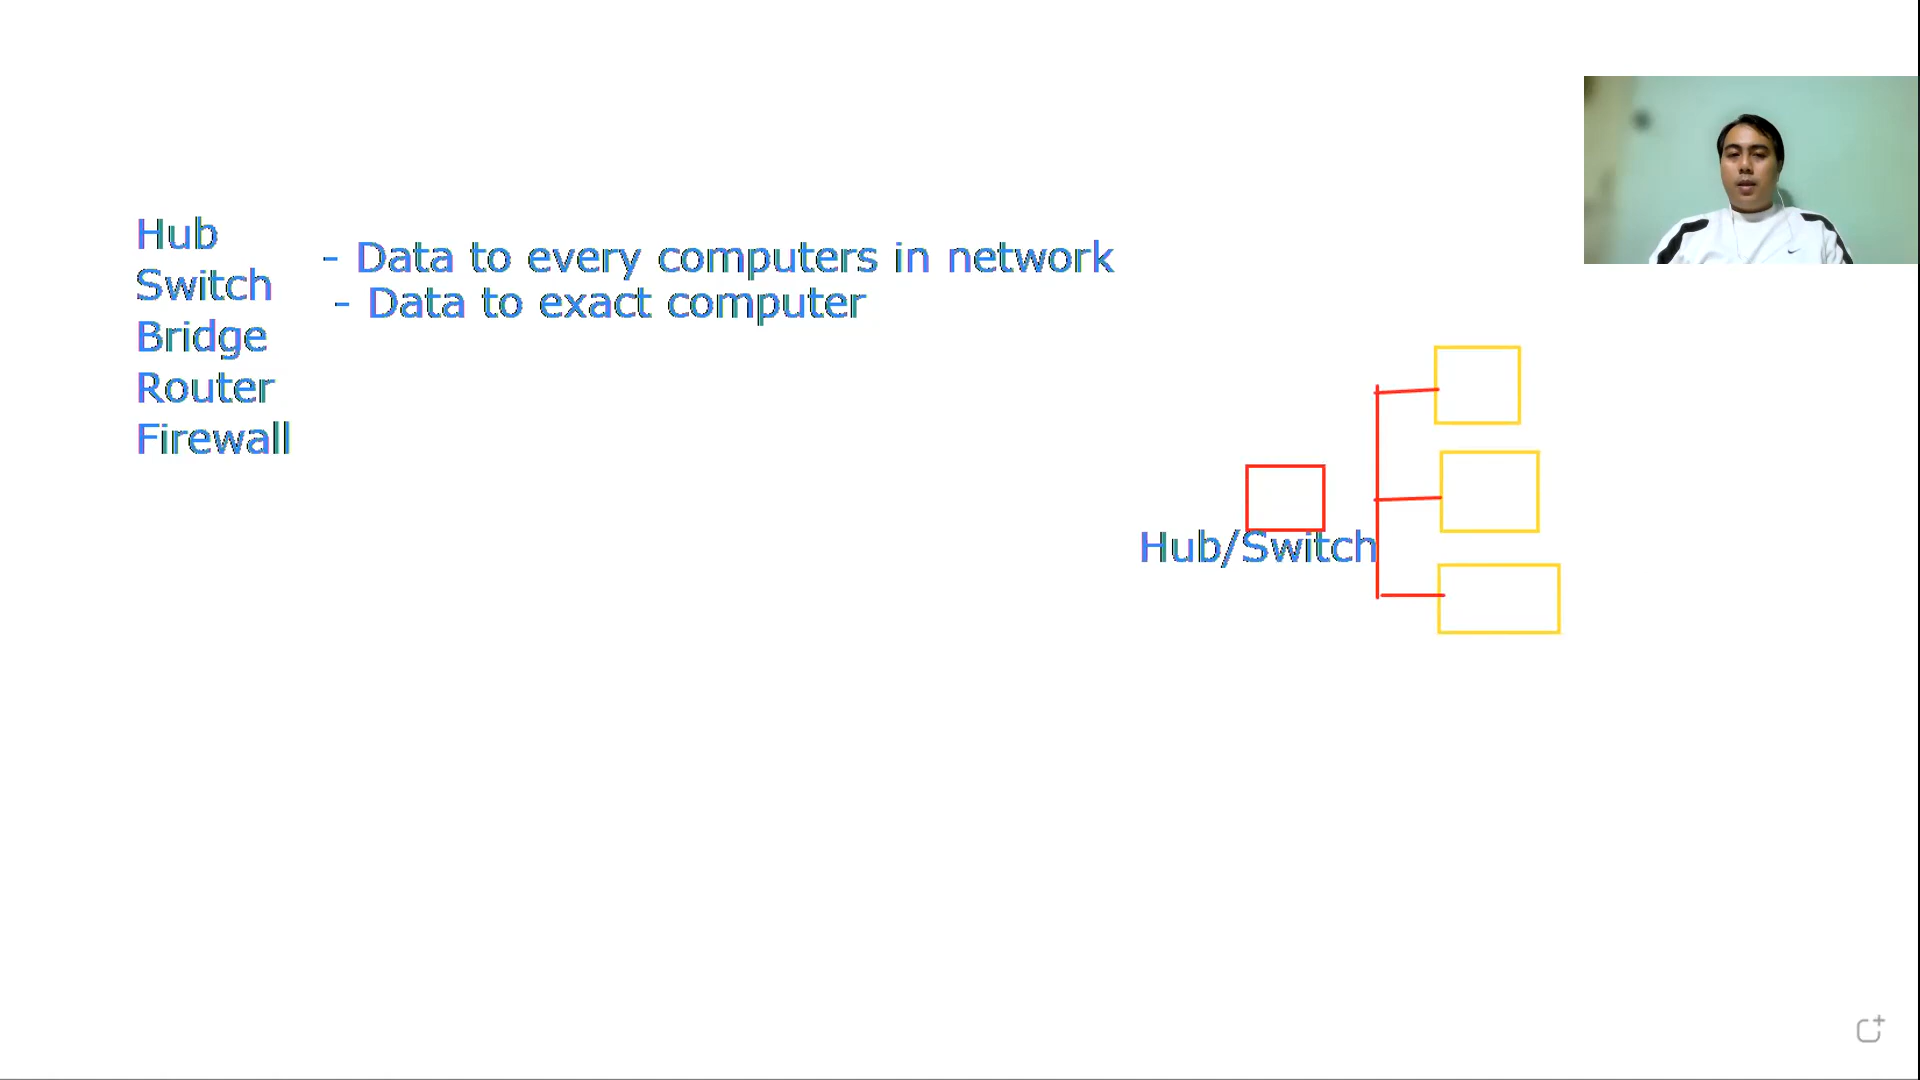 Hub
- Data to every computers in network
Switch
- Data to exact computer
Bridge
Router
Firewall
Hub/Switch